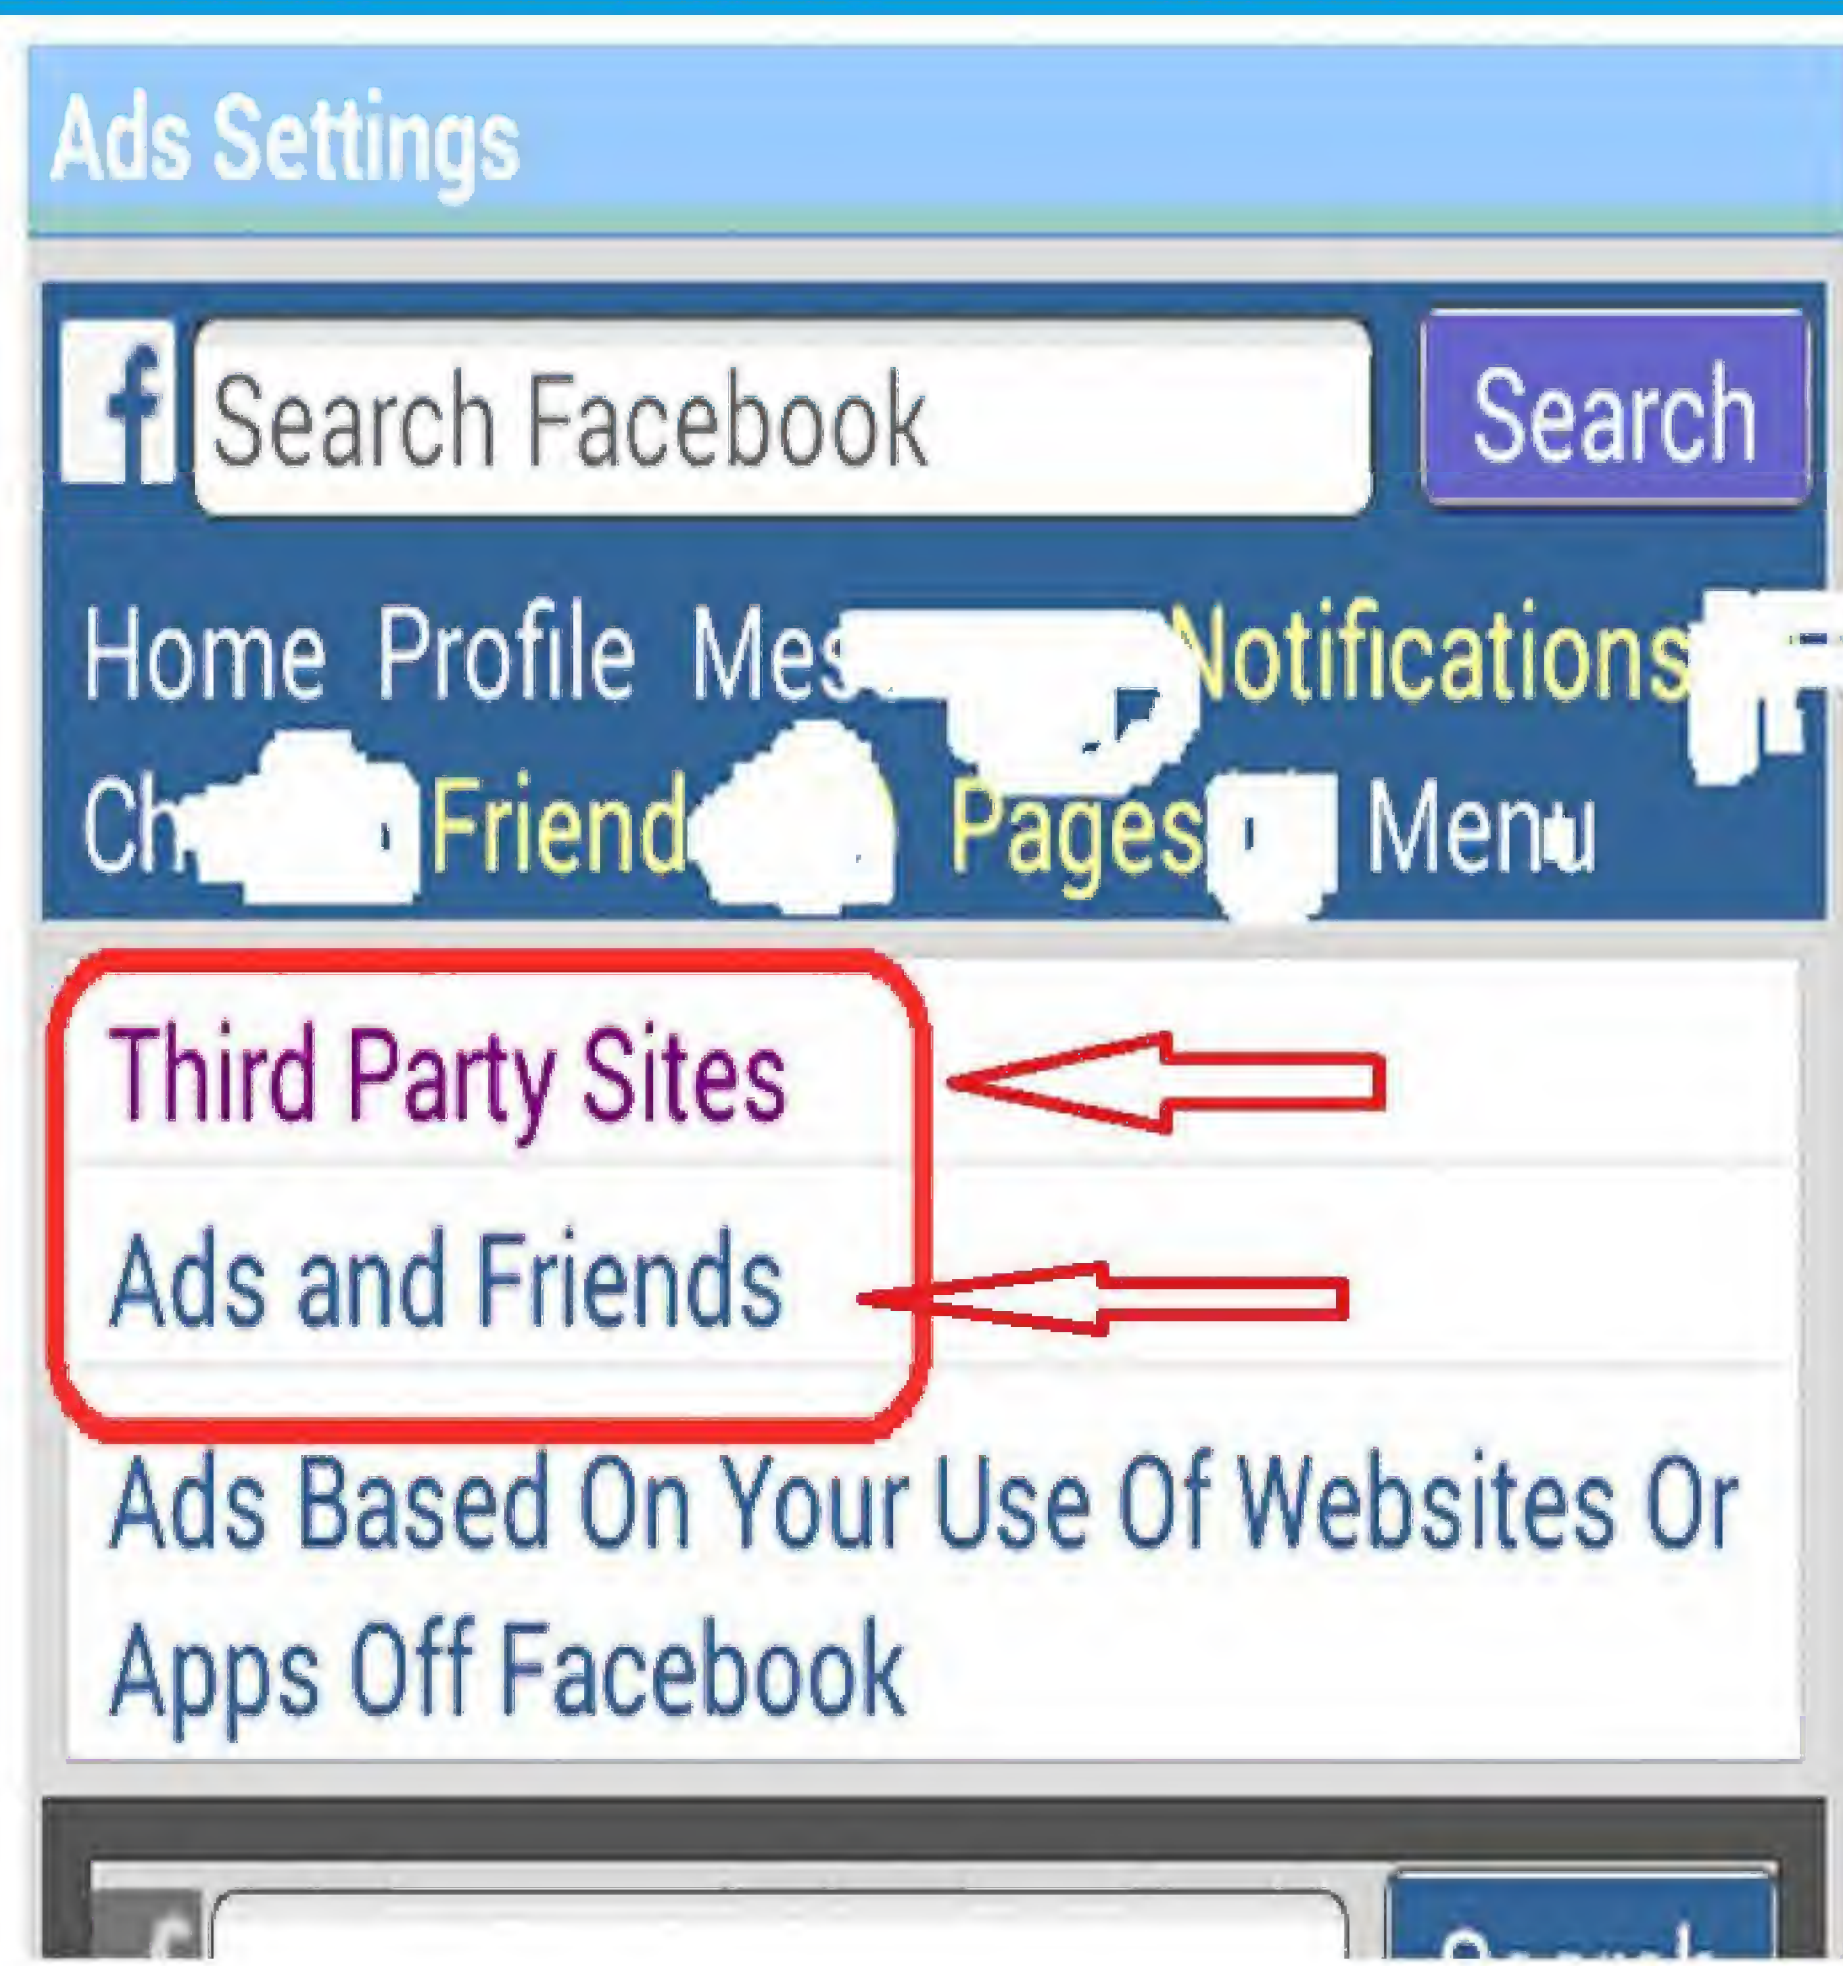 Ads Settings
f Search Facebook Search
Home Profile Notifications
Friend Pages Menu
Third Party Sites
Ads and Friends
Ads Based On Your Use Of Websites Or
Apps Off Facebook